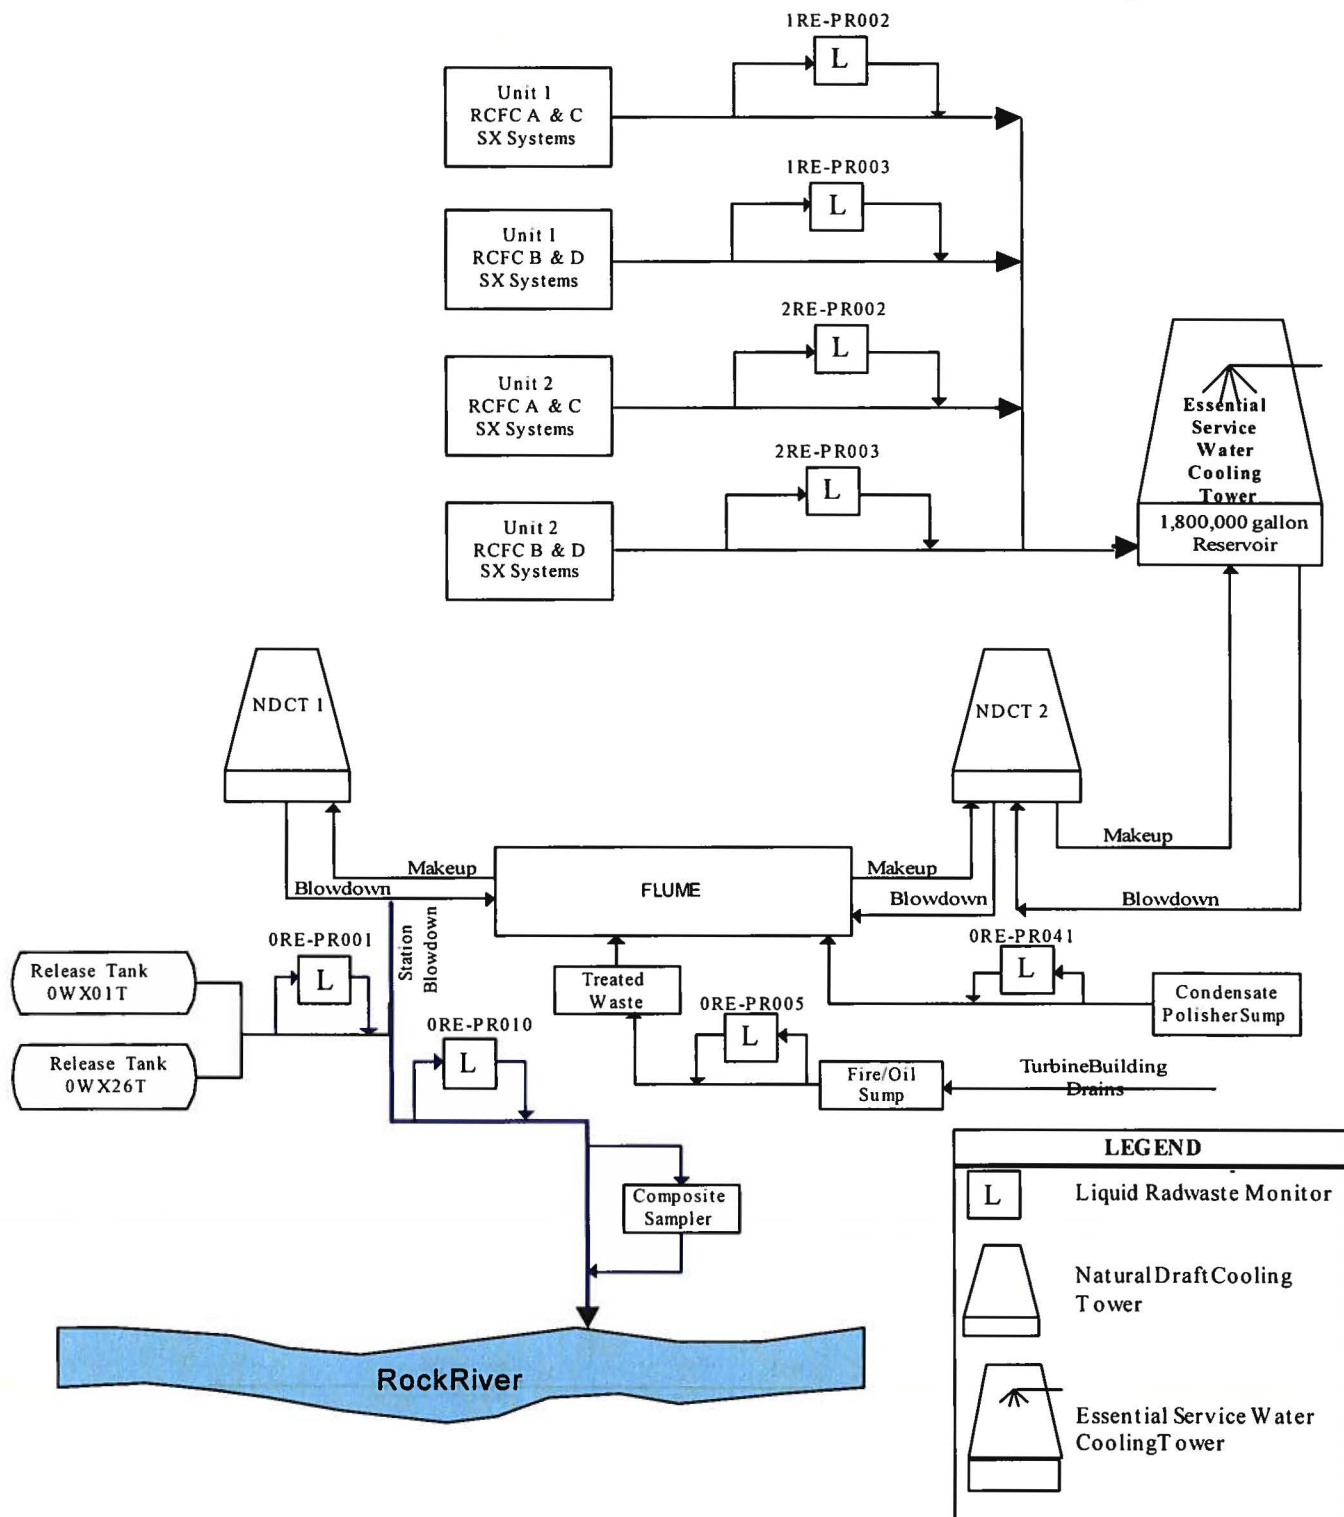 1RE-PR002
L
Unit 1
RCFC A & C
SX Systems
1RE-PR003
L
Unit 1
RCFC B & D
SX Systems
2RE-PR002
L
Unit 2
RCFC A & C
SX Systems
2RE-PR003
L
Unit 2
RCFC B & D
SX Systems
Essential
Service
Water
Cooling
Tower
1,800,000 gallon
Reservoir
NDCT 1
NDCT 2
Makeup
Makeup
Makeup
Blowdown
FLUME
Blowdown
Blowdown
Station
Blowdown
0RE-PR001
L
Release Tank
0WX01T
Release Tank
0WX26T
0RE-PR010
L
Treated
Waste
0RE-PR005
L
0RE-PR041
L
Condensate
Polisher Sump
Fire/Oil
Sump
Turbine Building
Drains
Composite
Sampler
Rock River
LEGEND
L
Liquid Radwaste Monitor
Natural Draft Cooling
Tower
Essential Service Water
Cooling Tower